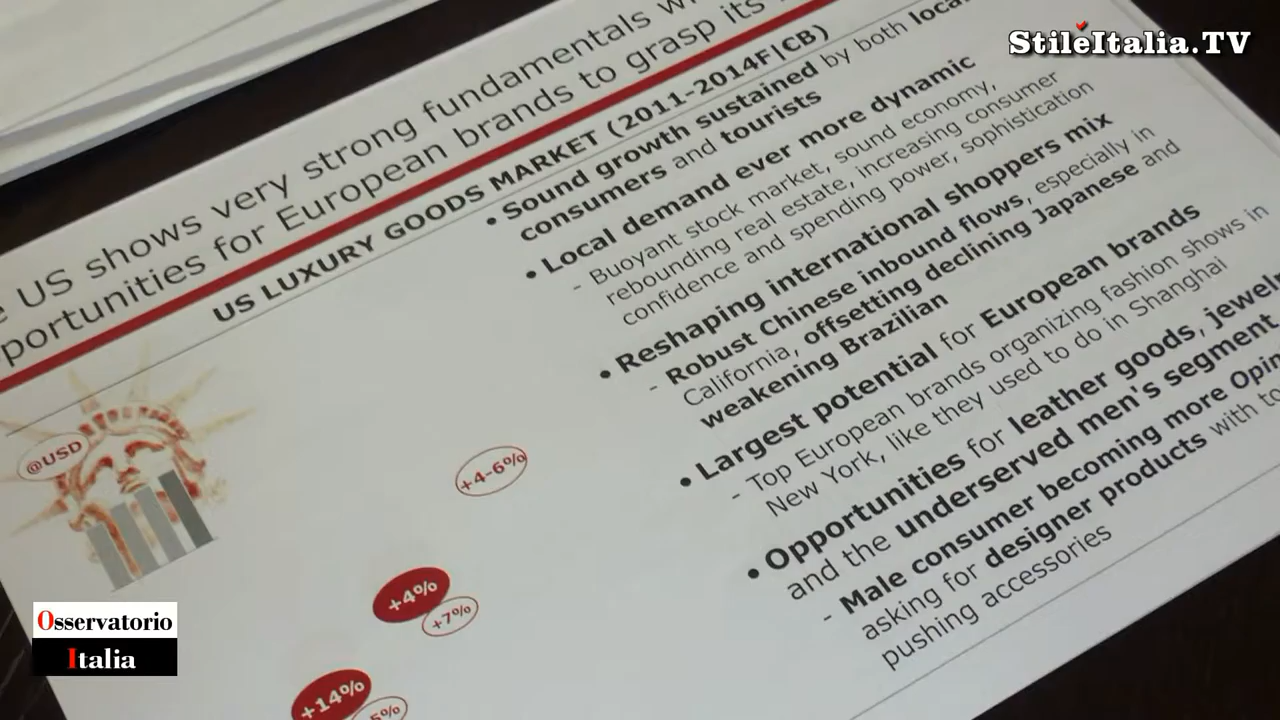 StileItalia.TV
US shows very strong fundamentals
for European brands to grasp its
US LUXURY GOODS MARKET (2011-2014F|CB)
• Sound growth sustained by both
consumers and tourists
• Local demand ever more dynamic
- Buoyant stock market, sound economy,
rebounding real estate, increasing consumer
confidence and spending power, sophistication
• Reshaping international shoppers mix
- Robust Chinese inbound flows, especially in
California, offsetting declining Japanese and
weakening Brazilian
• Largest potential for European brands
- Top European brands organizing fashion shows in
New York, like they used to do in Shanghai
• Opportunities for leather goods,
and the underserved men's segment
- Male consumer becoming more
asking for designer products with
pushing accessories
@USD
+4-6%
+4%
+7%
+14%
Osservatorio
Italia